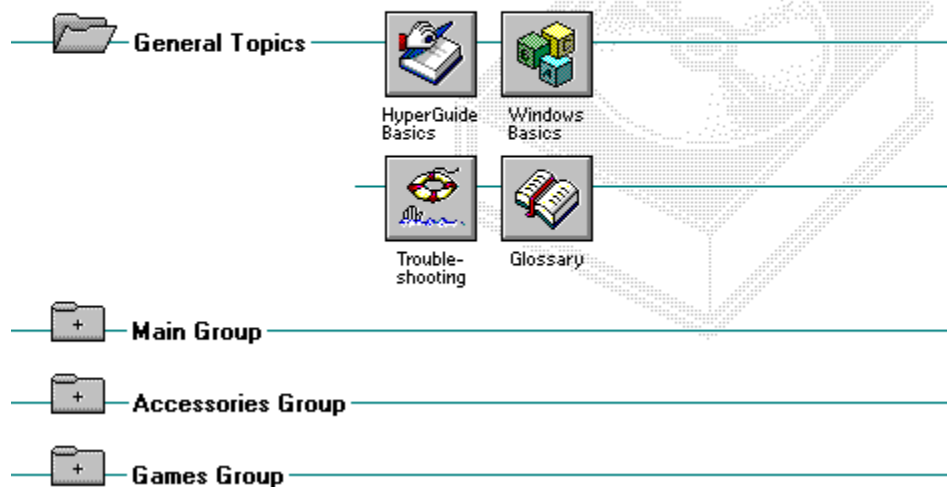 General Topics
HyperGuide
Basics
Windows
Basics
Trouble-
shooting
Glossary
+
Main Group
+
Accessories Group
+
Games Group